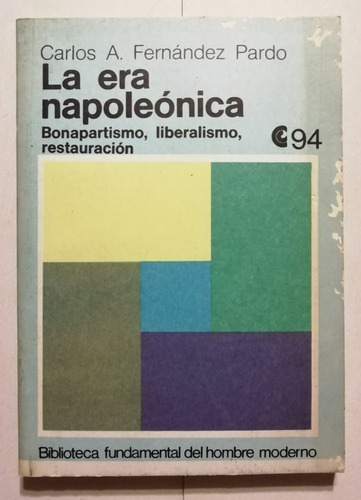 Carlos A. Fernández Pardo
La era
napoleónica
Bonapartismo, liberalismo,
restauración
94
Biblioteca fundamental del hombre moderno